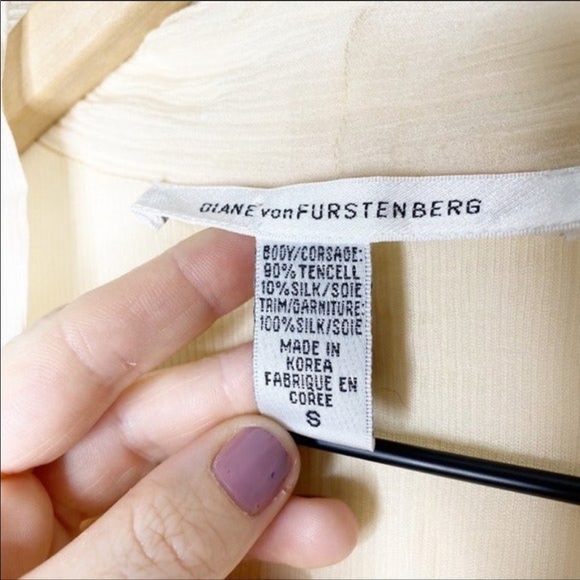 DIANE von FURSTENBERG
BODY/CORSAGE:
90% TENCELL
10% SILK/SOIE
TRIM/GARNITURE:
100% SILK/SOIE
MADE IN
KOREA
FABRIQUE EN
COREE
S